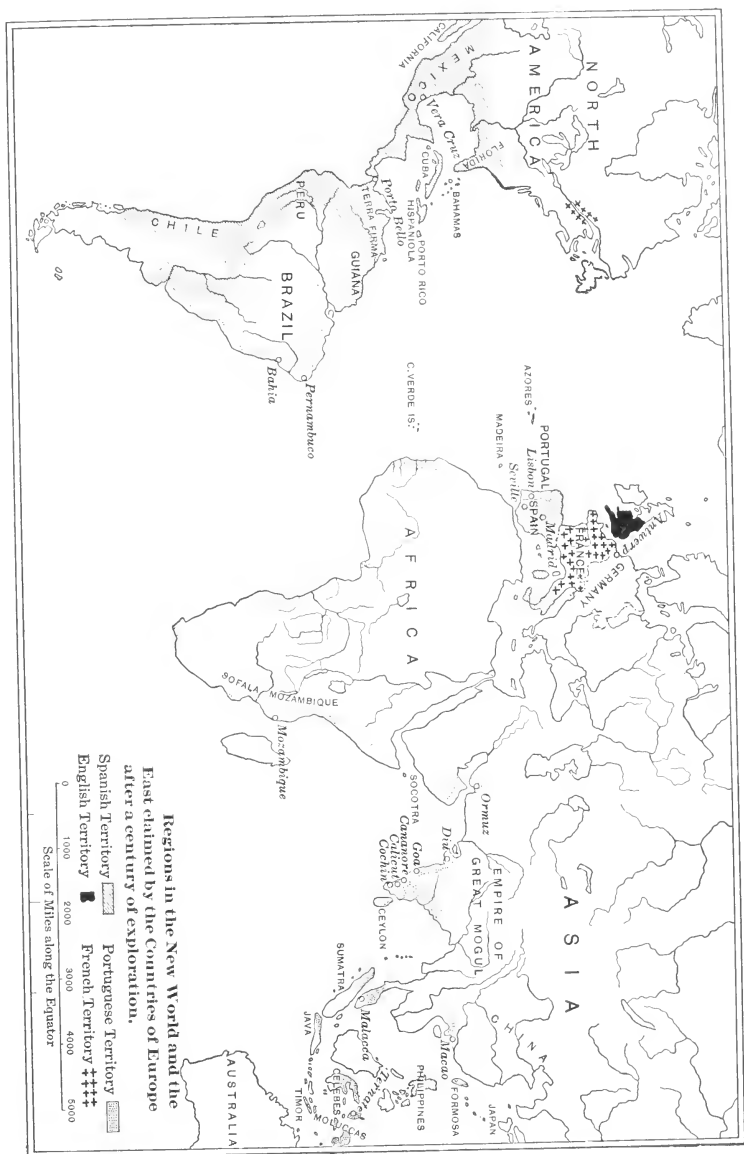 NORTH
AMERICA
CALIFORNIA
MEXI
Vera Cruz
FLORIDA
CUBA
BAHAMAS
HISPANIOLA
PORTO RICO
Porto Bello
TERRA FIRMA
GUIANA
PERU
BRAZIL
CHILE
Pernambuco
Bahia
C. VERDE IS.
AZORES
MADEIRA
PORTUGAL
Lisbon
Seville
SPAIN
Madrid
FRANCE
Antwerp
GERMANY
AFRICA
SOFALA
MOZAMBIQUE
Mozambique
SOCOTRA
Ormuz
Diu
Goa
Cananore
Calicut
Cochin
CEYLON
EMPIRE OF
GREAT MOGUL
ASIA
CHINA
Macao
FORMOSA
JAPAN
PHILIPPINES
SUMATRA
Malacca
JAVA
Ternate
CELEBES
MOLUCCAS
TIMOR
AUSTRALIA
Regions in the New World and the
East claimed by the Countries of Europe
after a century of exploration.
Spanish Territory Portuguese Territory
English Territory French Territory
0 1000 2000 3000 4000 5000
Scale of Miles along the Equator